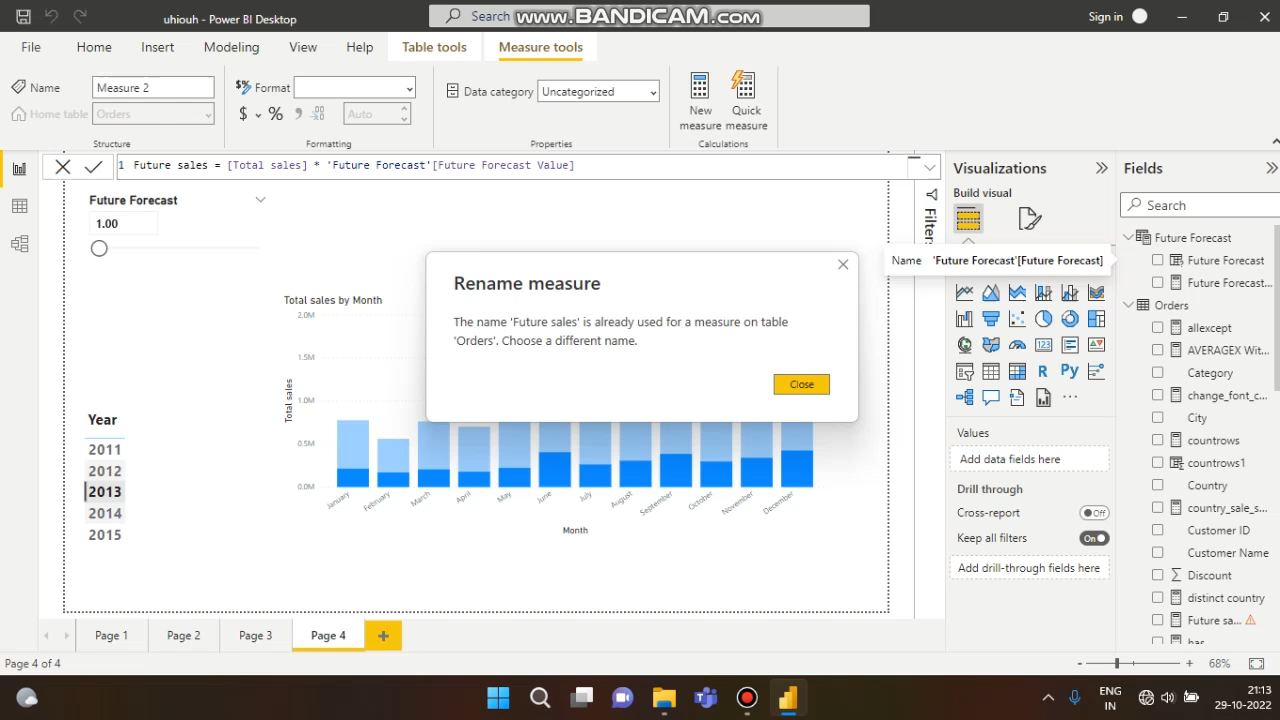 uhiouh - Power BI Desktop
Search
www.BANDICAM.com
Sign in
File
Home
Insert
Modeling
View
Help
Table tools
Measure tools
Name
Measure 2
Home table
Orders
Structure
$% Format
$ %
Auto
Formatting
Data category
Uncategorized
Properties
New measure
Quick measure
Calculations
1 Future sales = [Total sales] * 'Future Forecast'[Future Forecast Value]
Future Forecast
1.00
Total sales by Month
2.0M
1.5M
1.0M
0.5M
0.0M
Total sales
January
February
March
April
May
June
July
August
September
October
November
December
Month
Year
2011
2012
2013
2014
2015
Rename measure
The name 'Future sales' is already used for a measure on table
'Orders'. Choose a different name.
Close
Filters
Visualizations
Build visual
Name 'Future Forecast'[Future Forecast]
123
R
Py
Values
Add data fields here
Drill through
Cross-report
Off
Keep all filters
On
Add drill-through fields here
Fields
Search
Future Forecast
Future Forecast
Future Forecast...
Orders
allexcept
AVERAGEX Wit...
Category
change_font_c...
City
countrows
countrows1
Country
country_sale_s...
Customer ID
Customer Name
Discount
distinct country
Future sa...
has
Page 1
Page 2
Page 3
Page 4
Page 4 of 4
- + 68%
ENG
IN
21:13
29-10-2022